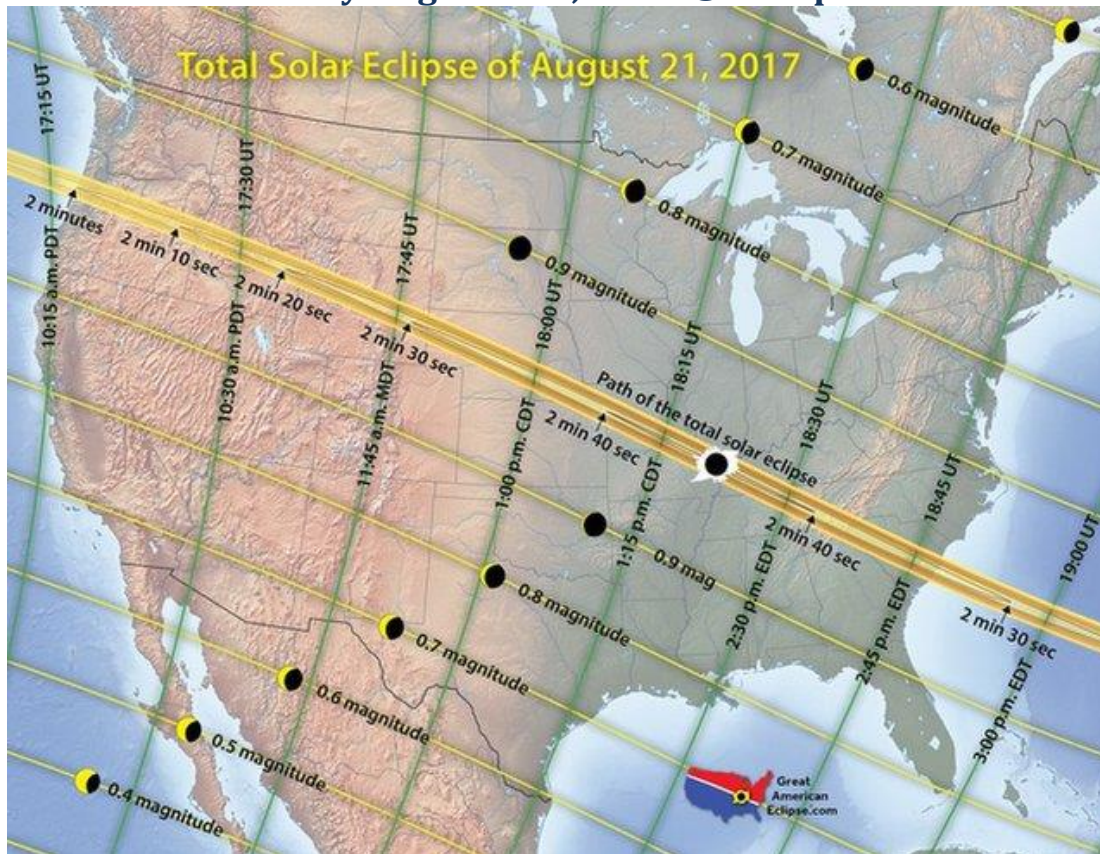 Total Solar Eclipse of August 21, 2017
17:15 UT
17:30 UT
17:45 UT
18:00 UT
18:15 UT
18:30 UT
18:45 UT
19:00 UT
0.6 magnitude
0.7 magnitude
0.8 magnitude
0.9 magnitude
2 minutes
2 min 10 sec
2 min 20 sec
2 min 30 sec
2 min 40 sec
Path of the total solar eclipse
2 min 40 sec
2 min 30 sec
10:15 a.m. PDT
10:30 a.m. PDT
11:45 a.m. MDT
1:00 p.m. CDT
1:15 p.m. CDT
2:30 p.m. EDT
2:45 p.m. EDT
3:00 p.m. EDT
0.9 mag
0.8 magnitude
0.7 magnitude
0.6 magnitude
0.5 magnitude
0.4 magnitude
Great
American
Eclipse.com